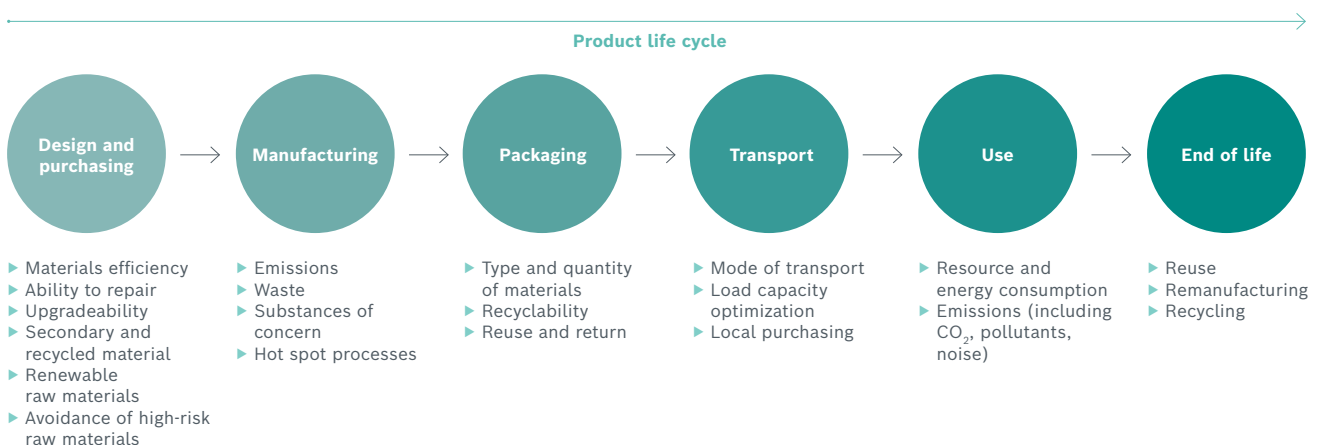 Product life cycle
Design and
purchasing
Manufacturing
Packaging
Transport
Use
End of life
▶ Materials efficiency
▶ Ability to repair
▶ Upgradeability
▶ Secondary and
recycled material
▶ Renewable
raw materials
▶ Avoidance of high-risk
raw materials
▶ Emissions
▶ Waste
▶ Substances of
concern
▶ Hot spot processes
▶ Type and quantity
of materials
▶ Recyclability
▶ Reuse and return
▶ Mode of transport
▶ Load capacity
optimization
▶ Local purchasing
▶ Resource and
energy consumption
▶ Emissions (including
CO₂, pollutants,
noise)
▶ Reuse
▶ Remanufacturing
▶ Recycling